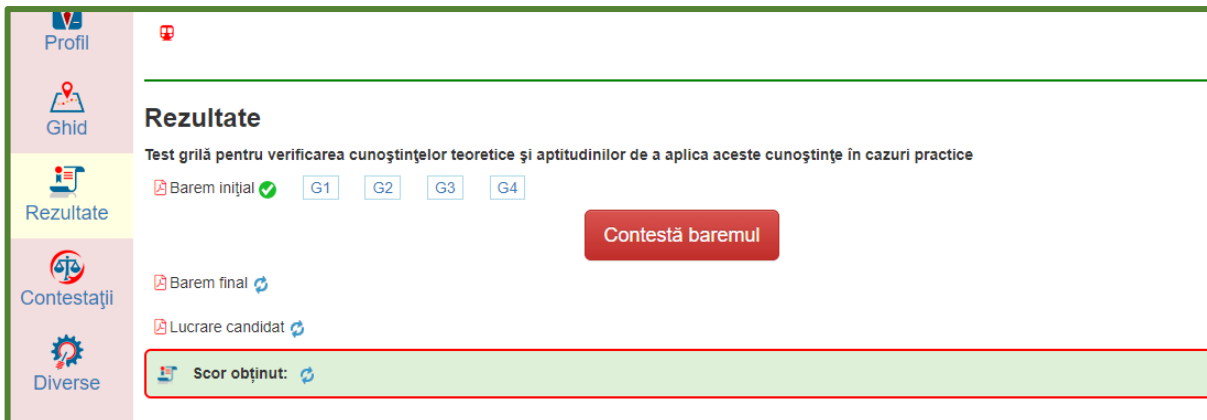 Profil
Ghid
Rezultate
Contestaţii
Diverse
Rezultate
Test grilă pentru verificarea cunoştinţelor teoretice şi aptitudinilor de a aplica aceste cunoştinţe în cazuri practice
Barem iniţial G1 G2 G3 G4
Contestă baremul
Barem final
Lucrare candidat
Scor obținut: